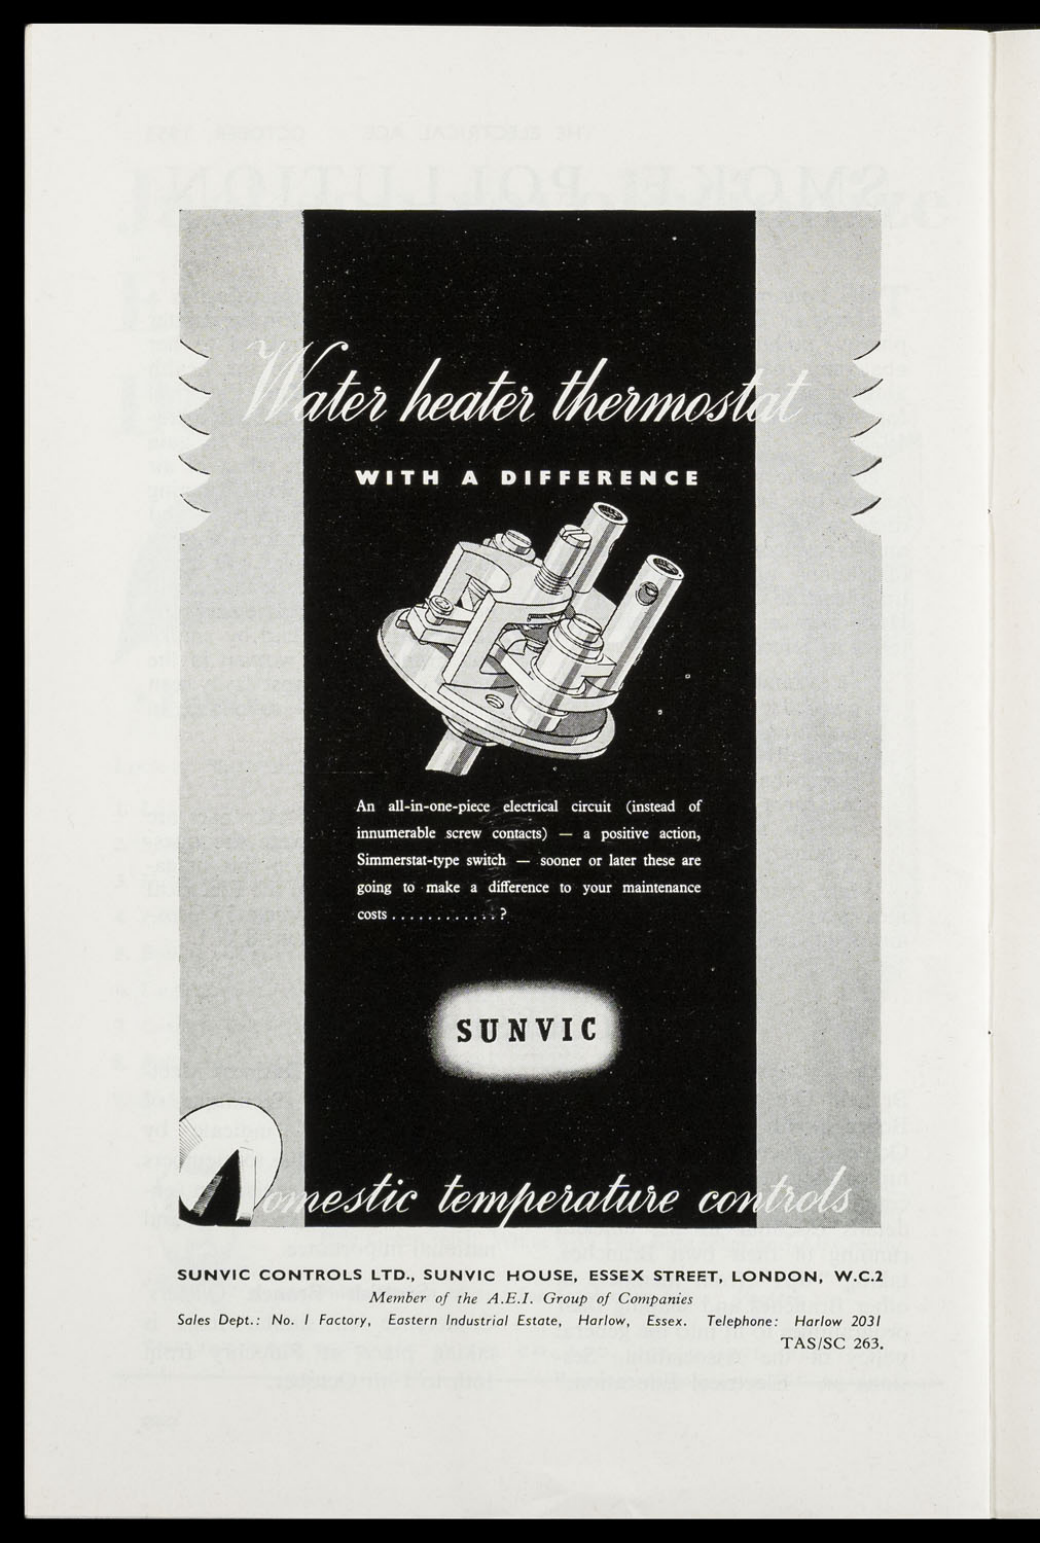 Water heater thermostat
WITH A DIFFERENCE
An all-in-one-piece electrical circuit (instead of
innumerable screw contacts) — a positive action,
Simmerstat-type switch — sooner or later these are
going to make a difference to your maintenance
costs . . . . . . . . . . . . ?
SUNVIC
Domestic temperature controls
SUNVIC CONTROLS LTD., SUNVIC HOUSE, ESSEX STREET, LONDON, W.C.2
Member of the A.E.I. Group of Companies
Sales Dept.: No. 1 Factory, Eastern Industrial Estate, Harlow, Essex. Telephone: Harlow 2031
TAS/SC 263.